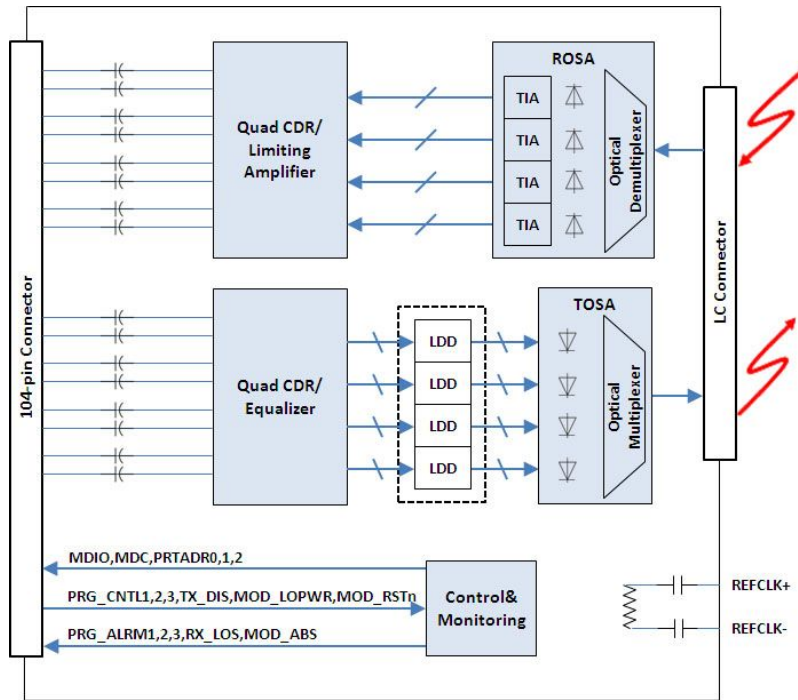 ROSA
Quad CDR/
Limiting
Amplifier
TIA
TIA
TIA
TIA
Optical
Demultiplexer
104-pin Connector
LC Connector
TOSA
Quad CDR/
Equalizer
LDD
LDD
LDD
LDD
Optical
Multiplexer
MDIO,MDC,PRTADR0,1,2
PRG_CNTL1,2,3,TX_DIS,MOD_LOPWR,MOD_RSTn
PRG_ALRM1,2,3,RX_LOS,MOD_ABS
Control&
Monitoring
REFCLK+
REFCLK-